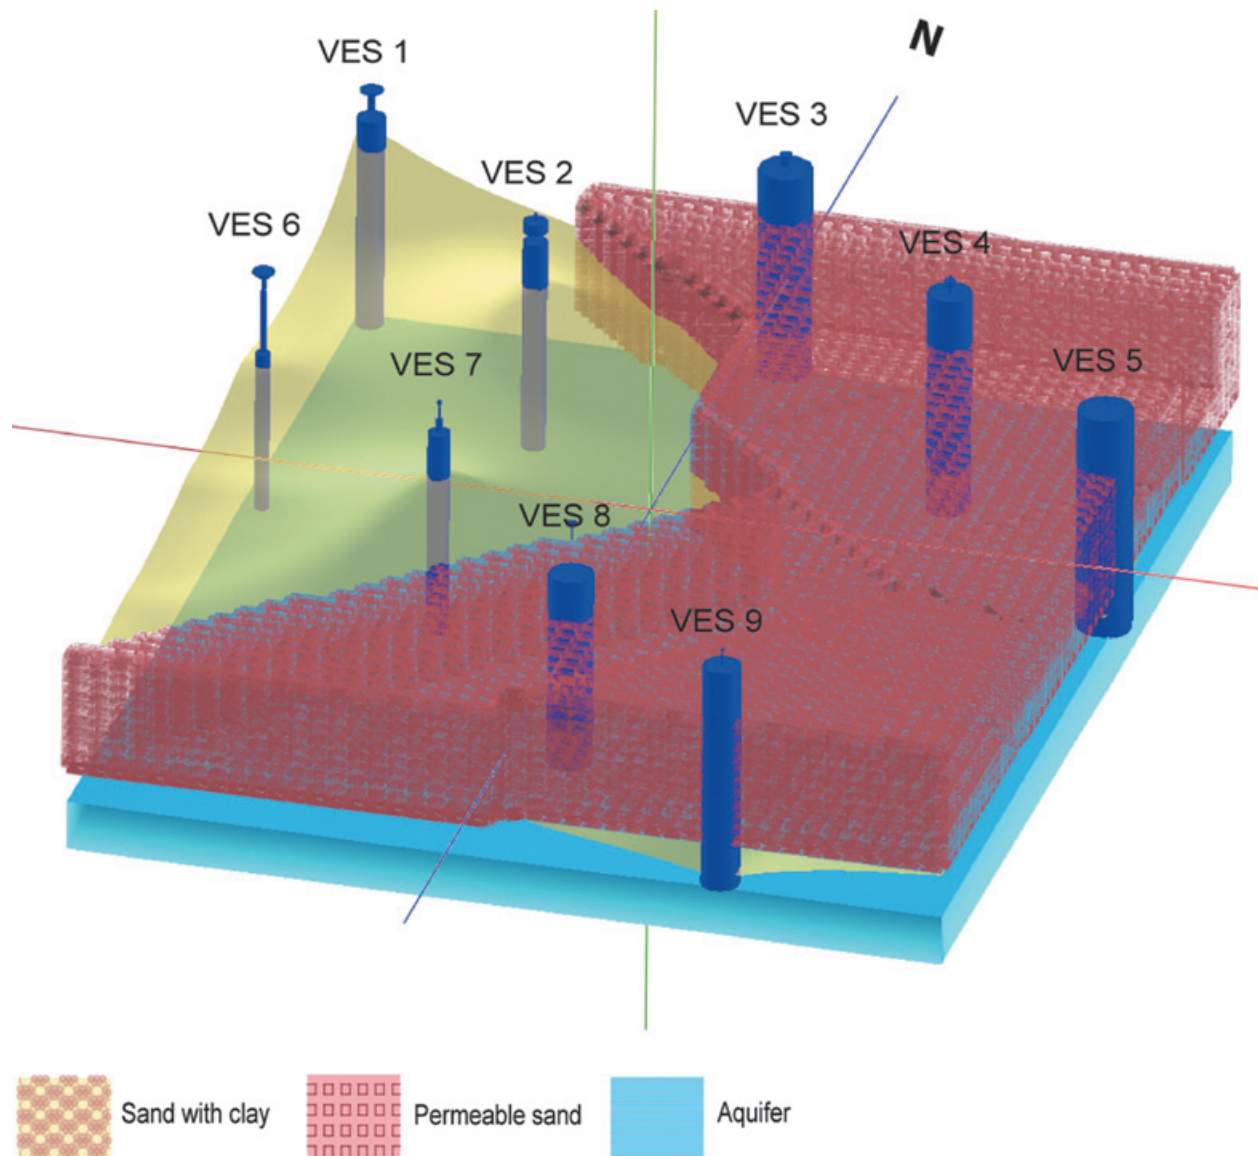 N
VES 1
VES 3
VES 2
VES 6
VES 4
VES 7
VES 5
VES 8
VES 9
Sand with clay
Permeable sand
Aquifer